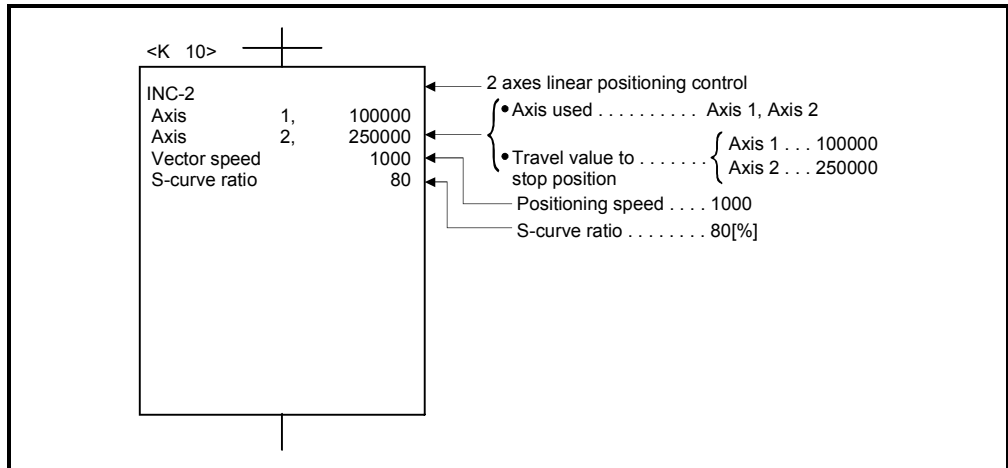 <K 10>
INC-2
Axis 1, 100000
Axis 2, 250000
Vector speed 1000
S-curve ratio 80
2 axes linear positioning control
• Axis used . . . . . . . . . . Axis 1, Axis 2
• Travel value to . . . . . . .
stop position
Axis 1 . . . 100000
Axis 2 . . . 250000
Positioning speed . . . . 1000
S-curve ratio . . . . . . . . 80[%]